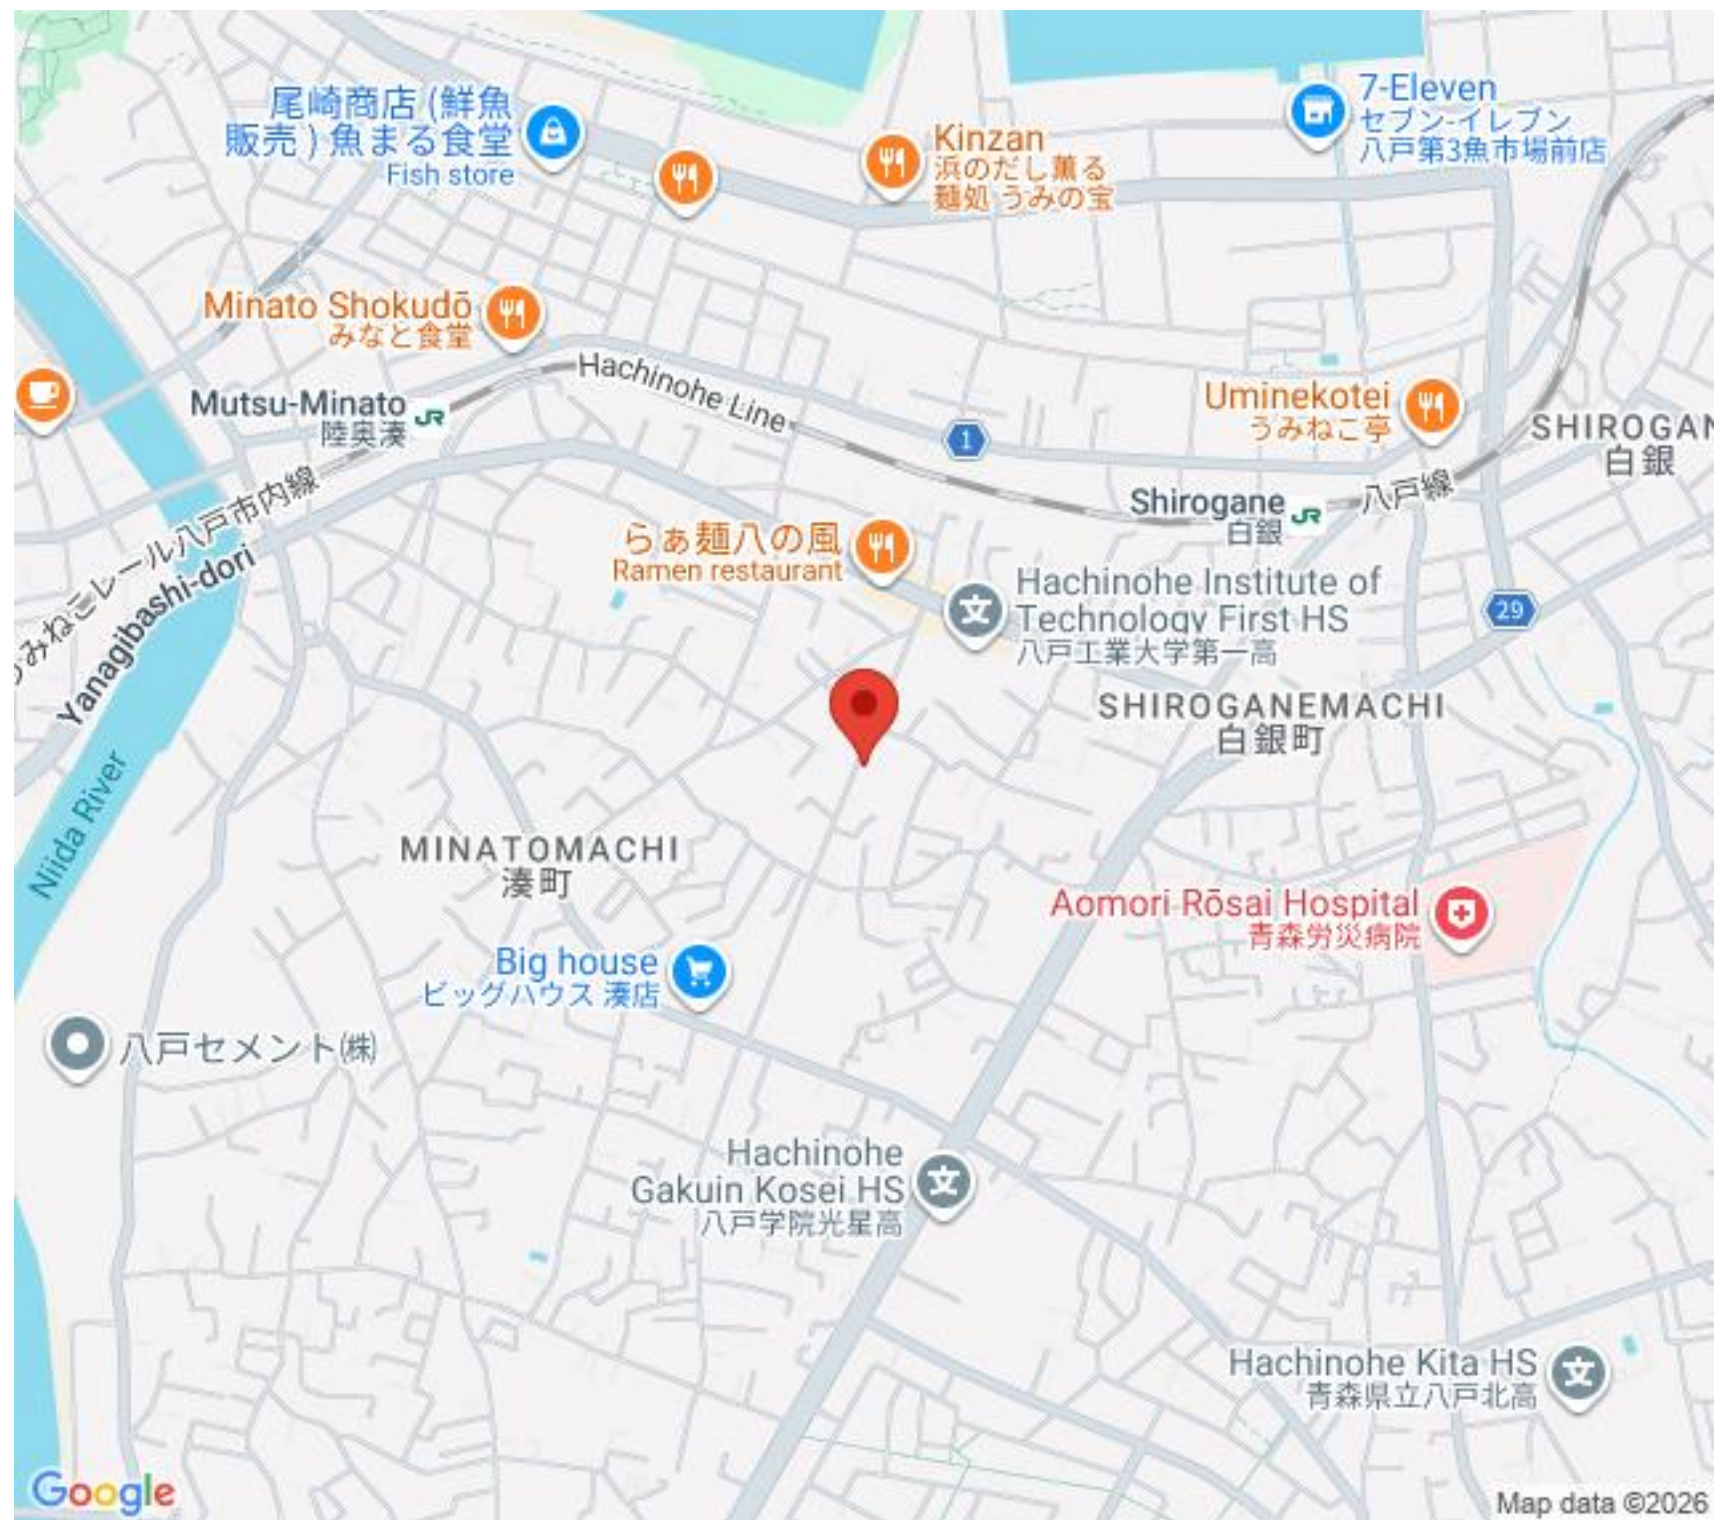 尾崎商店 (鮮魚
販売 ) 魚まる食堂
Fish store
Kinzan
浜のだし薫る
麺処 うみの宝
7-Eleven
セブン-イレブン
八戸第3魚市場前店
Minato Shokudō
みなと食堂
Hachinohe Line
Mutsu-Minato
陸奥湊
1
Uminekotei
うみねこ亭
SHIROGAN
白銀
Shirogane
白銀
八戸線
うみねこレール八戸市内線
Yanagibashi-dori
らぁ麺八の風
Ramen restaurant
Hachinohe Institute of
Technology First HS
八戸工業大学第一高
29
SHIROGANEMACHI
白銀町
Niida River
MINATOMACHI
湊町
Aomori Rōsai Hospital
青森労災病院
Big house
ビッグハウス 湊店
八戸セメント㈱
Hachinohe
Gakuin Kosei HS
八戸学院光星高
Hachinohe Kita HS
青森県立八戸北高
Google
Map data ©2026